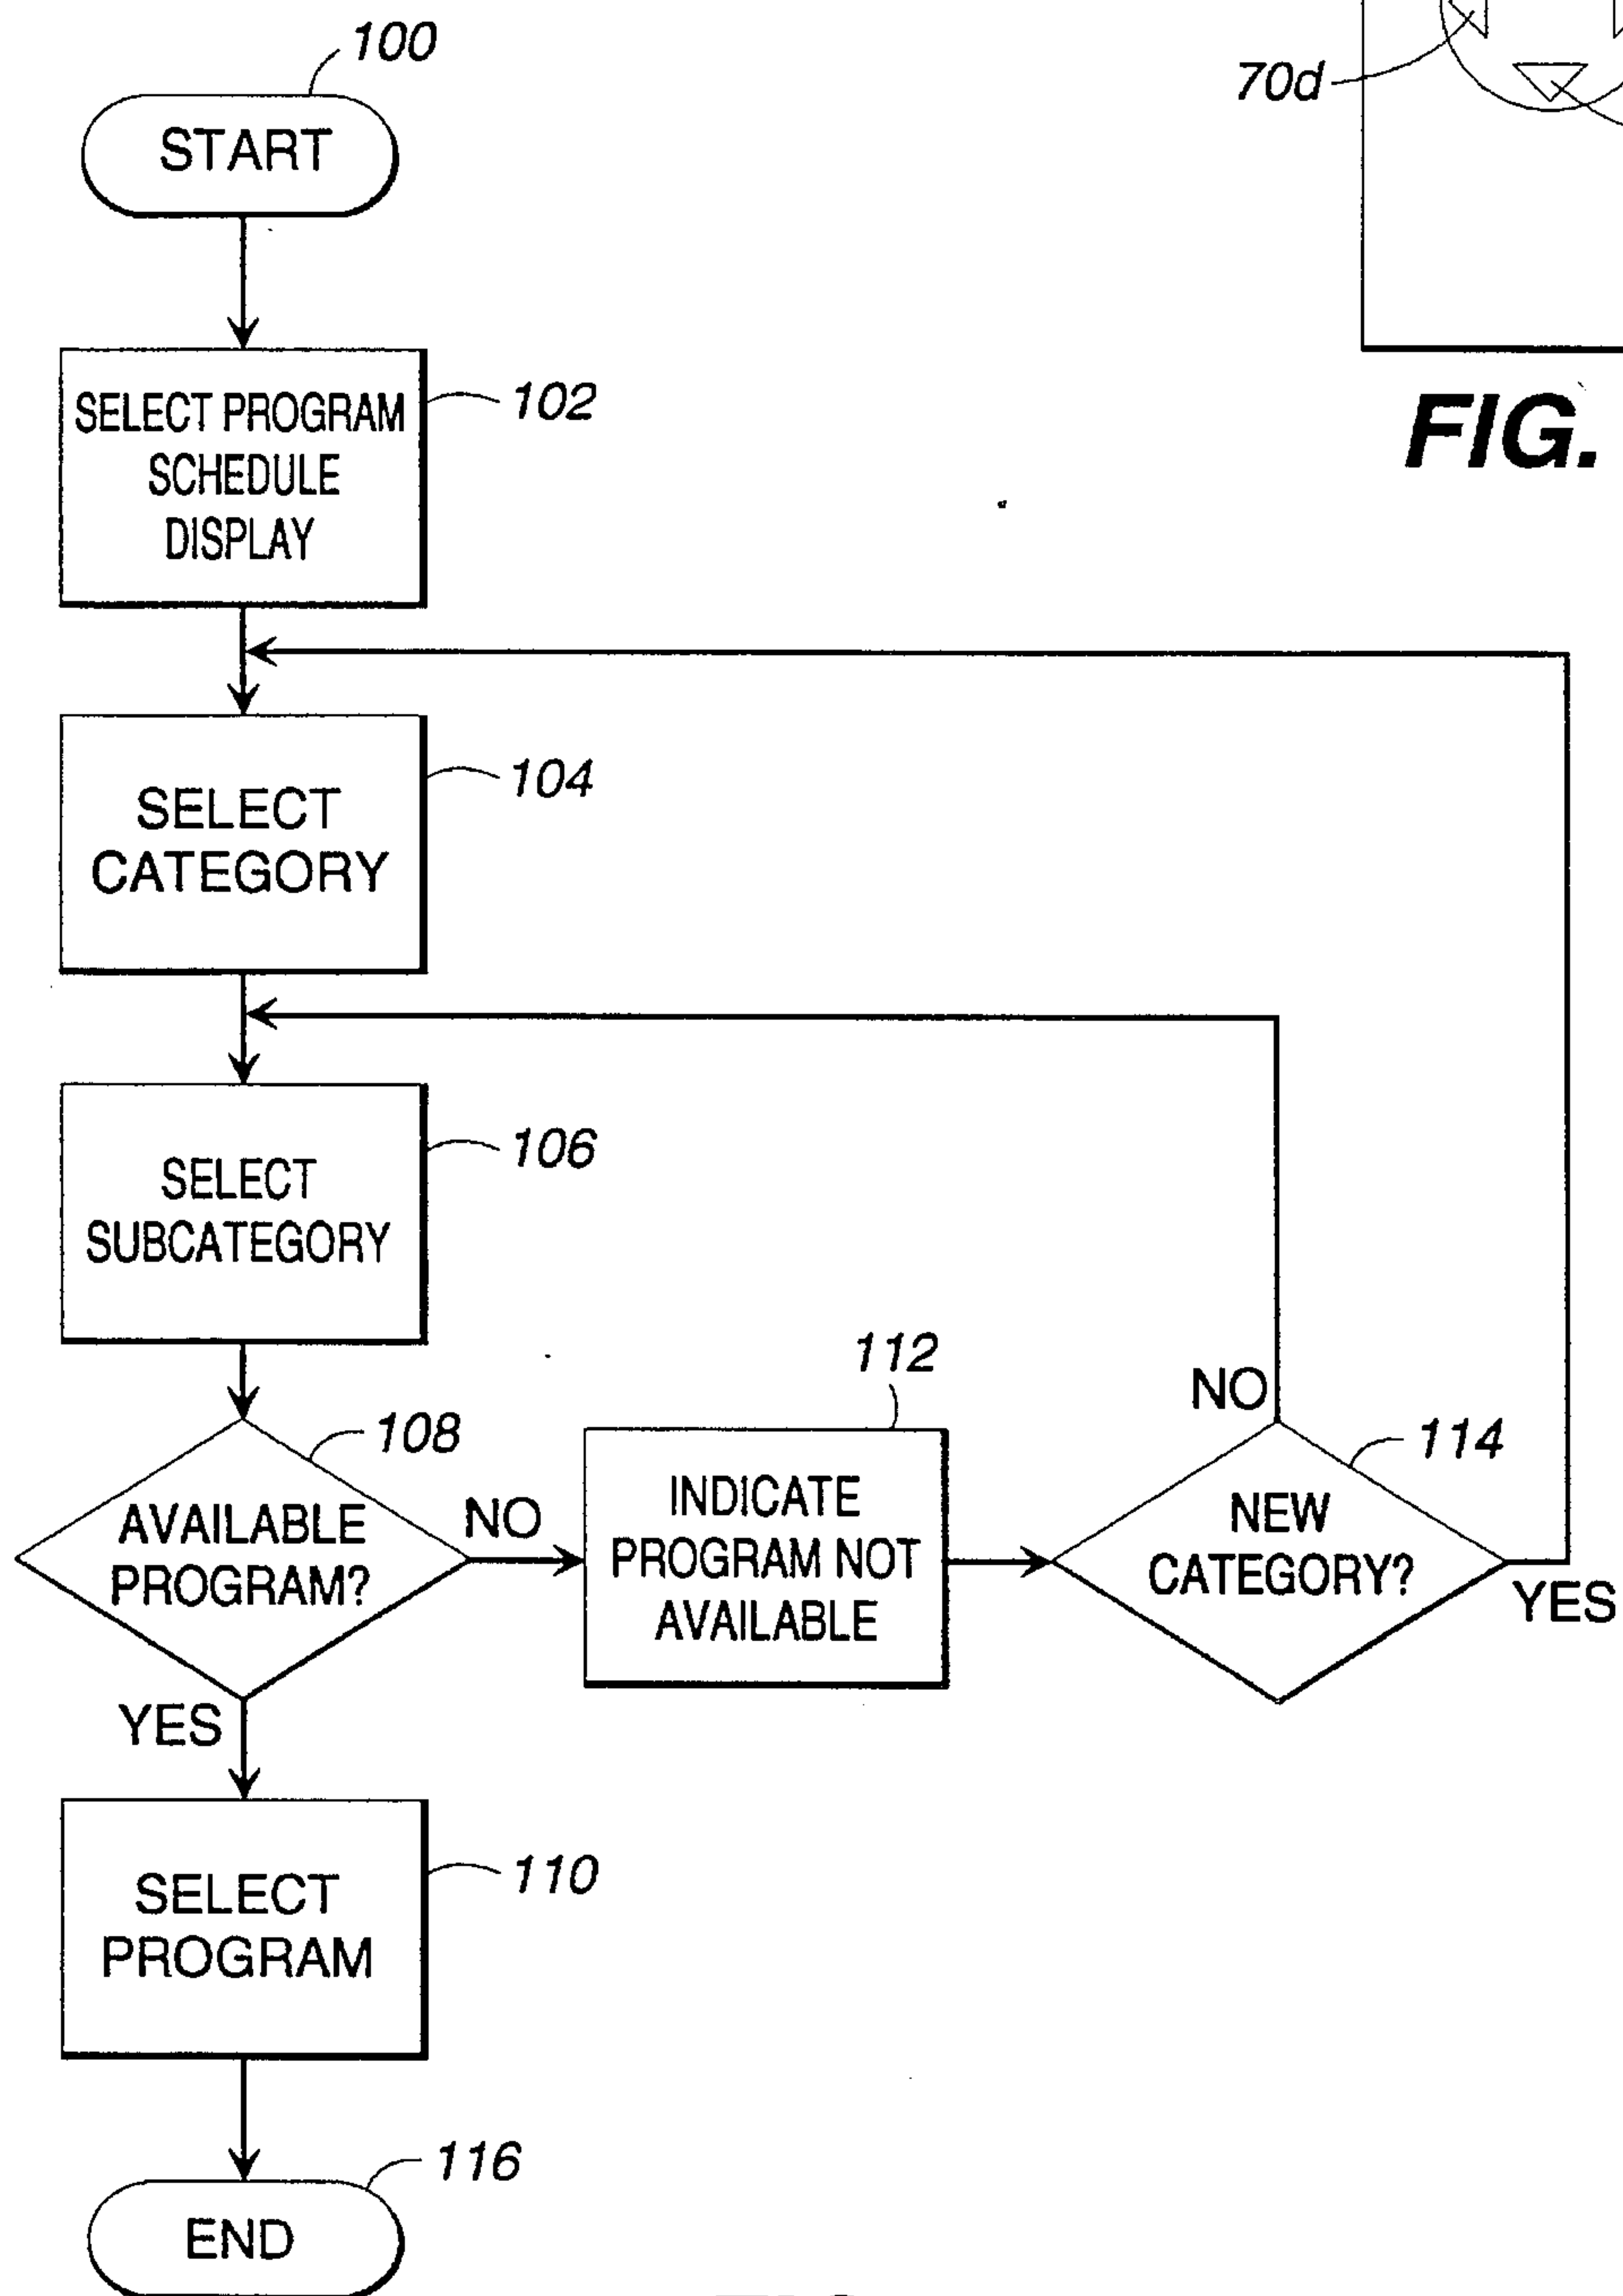 100
START
70d
FIG.
SELECT PROGRAM
SCHEDULE
DISPLAY
102
SELECT
CATEGORY
104
SELECT
SUBCATEGORY
106
AVAILABLE
PROGRAM?
108
NO
YES
INDICATE
PROGRAM NOT
AVAILABLE
112
NEW
CATEGORY?
114
NO
YES
SELECT
PROGRAM
110
END
116